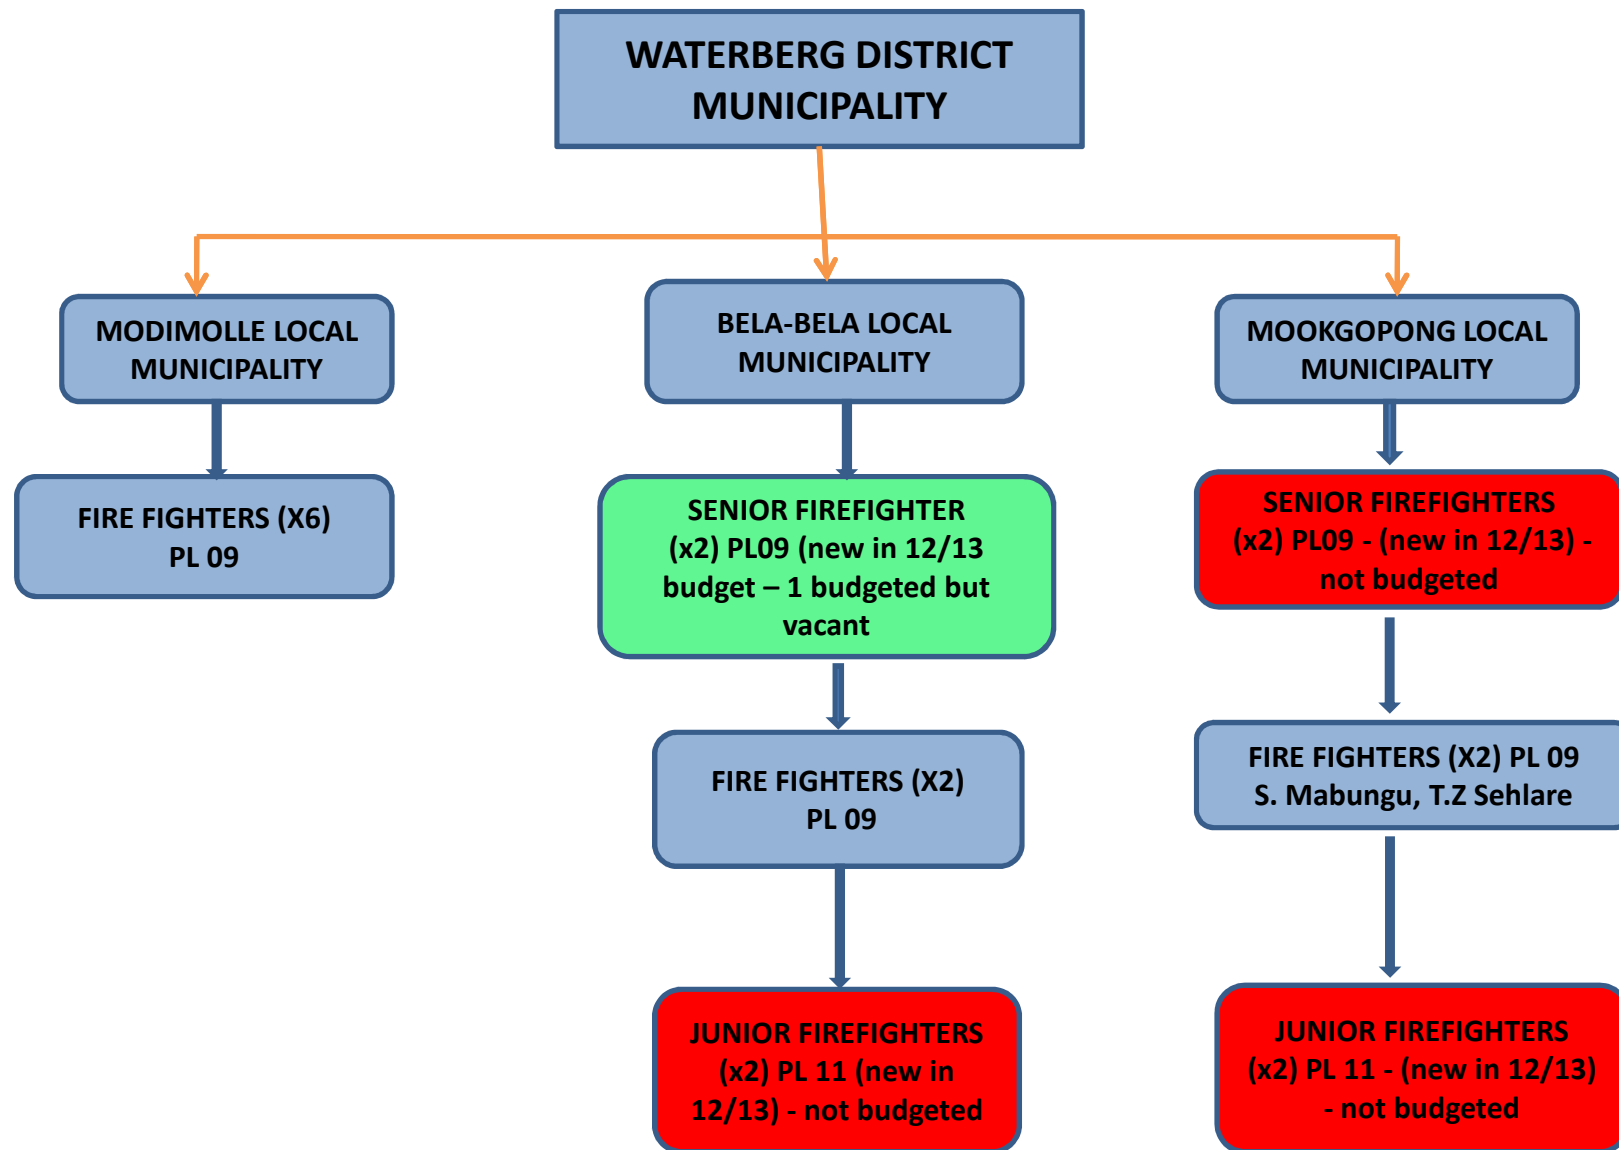 WATERBERG DISTRICT
MUNICIPALITY
MODIMOLLE LOCAL
MUNICIPALITY
FIRE FIGHTERS (X6)
PL 09
BELA-BELA LOCAL
MUNICIPALITY
SENIOR FIREFIGHTER
(x2) PL09 (new in 12/13
budget – 1 budgeted but
vacant
FIRE FIGHTERS (X2)
PL 09
JUNIOR FIREFIGHTERS
(x2) PL 11 (new in
12/13) - not budgeted
MOOKGOPONG LOCAL
MUNICIPALITY
SENIOR FIREFIGHTERS
(x2) PL09 - (new in 12/13) -
not budgeted
FIRE FIGHTERS (X2) PL 09
S. Mabungu, T.Z Sehlare
JUNIOR FIREFIGHTERS
(x2) PL 11 - (new in 12/13)
- not budgeted